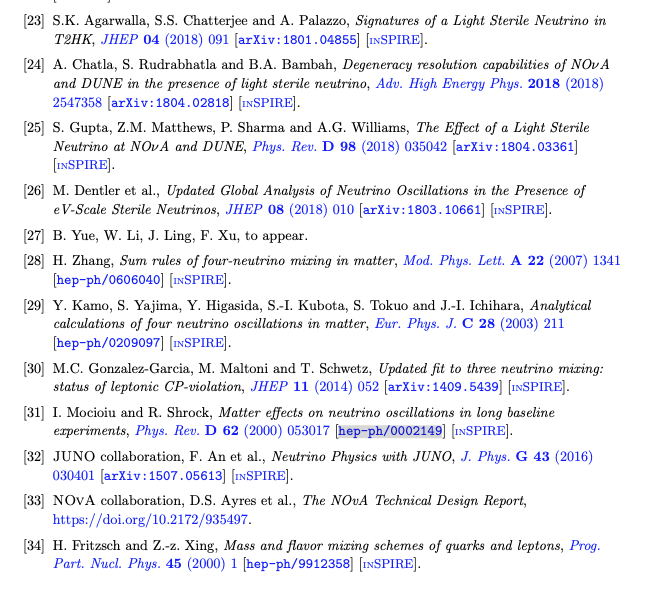 [23] S.K. Agarwalla, S.S. Chatterjee and A. Palazzo, Signatures of a Light Sterile Neutrino in
T2HK, JHEP 04 (2018) 091 [arXiv:1801.04855] [INSPIRE].
[24] A. Chatla, S. Rudrabhatla and B.A. Bambah, Degeneracy resolution capabilities of NOνA
and DUNE in the presence of light sterile neutrino, Adv. High Energy Phys. 2018 (2018)
2547358 [arXiv:1804.02818] [INSPIRE].
[25] S. Gupta, Z.M. Matthews, P. Sharma and A.G. Williams, The Effect of a Light Sterile
Neutrino at NOνA and DUNE, Phys. Rev. D 98 (2018) 035042 [arXiv:1804.03361]
[INSPIRE].
[26] M. Dentler et al., Updated Global Analysis of Neutrino Oscillations in the Presence of
eV-Scale Sterile Neutrinos, JHEP 08 (2018) 010 [arXiv:1803.10661] [INSPIRE].
[27] B. Yue, W. Li, J. Ling, F. Xu, to appear.
[28] H. Zhang, Sum rules of four-neutrino mixing in matter, Mod. Phys. Lett. A 22 (2007) 1341
[hep-ph/0606040] [INSPIRE].
[29] Y. Kamo, S. Yajima, Y. Higasida, S.-I. Kubota, S. Tokuo and J.-I. Ichihara, Analytical
calculations of four neutrino oscillations in matter, Eur. Phys. J. C 28 (2003) 211
[hep-ph/0209097] [INSPIRE].
[30] M.C. Gonzalez-Garcia, M. Maltoni and T. Schwetz, Updated fit to three neutrino mixing:
status of leptonic CP-violation, JHEP 11 (2014) 052 [arXiv:1409.5439] [INSPIRE].
[31] I. Mocioiu and R. Shrock, Matter effects on neutrino oscillations in long baseline
experiments, Phys. Rev. D 62 (2000) 053017 [hep-ph/0002149] [INSPIRE].
[32] JUNO collaboration, F. An et al., Neutrino Physics with JUNO, J. Phys. G 43 (2016)
030401 [arXiv:1507.05613] [INSPIRE].
[33] NOνA collaboration, D.S. Ayres et al., The NOvA Technical Design Report,
https://doi.org/10.2172/935497.
[34] H. Fritzsch and Z.-z. Xing, Mass and flavor mixing schemes of quarks and leptons, Prog.
Part. Nucl. Phys. 45 (2000) 1 [hep-ph/9912358] [INSPIRE].